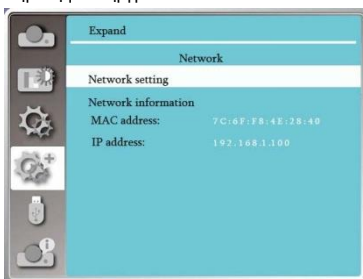 Expand
Network
Network setting
Network information
MAC address: 7C:6F:F8:4E:28:40
IP address: 192.168.1.100